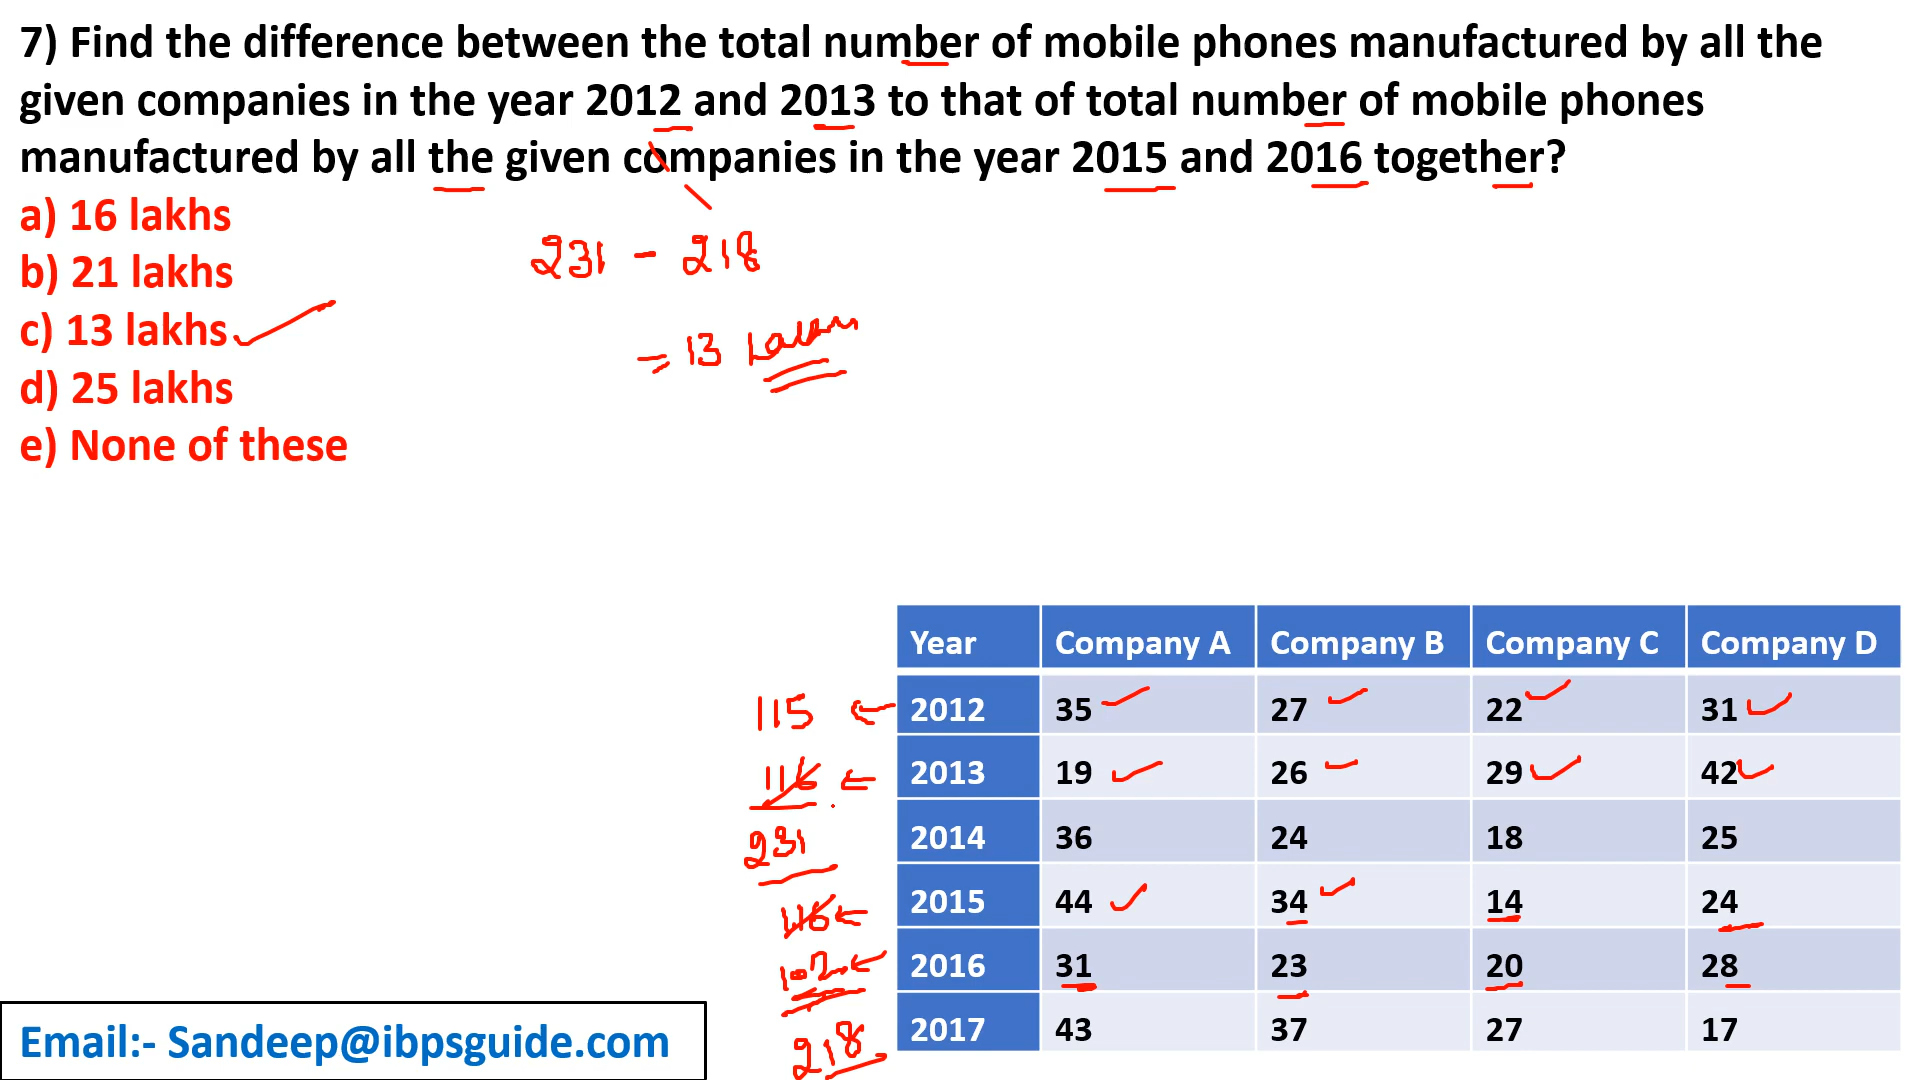 7) Find the difference between the total number of mobile phones manufactured by all the
given companies in the year 2012 and 2013 to that of total number of mobile phones
manufactured by all the given companies in the year 2015 and 2016 together?
a) 16 lakhs
b) 21 lakhs
c) 13 lakhs
d) 25 lakhs
e) None of these
231 - 218
= 13 Lakhs
Year Company A Company B Company C Company D
115 ← 2012 35 27 22 31
116 ← 2013 19 26 29 42
231
2014 36 24 18 25
116 ← 2015 44 34 14 24
102 ← 2016 31 23 20 28
218
2017 43 37 27 17
Email:- Sandeep@ibpsguide.com